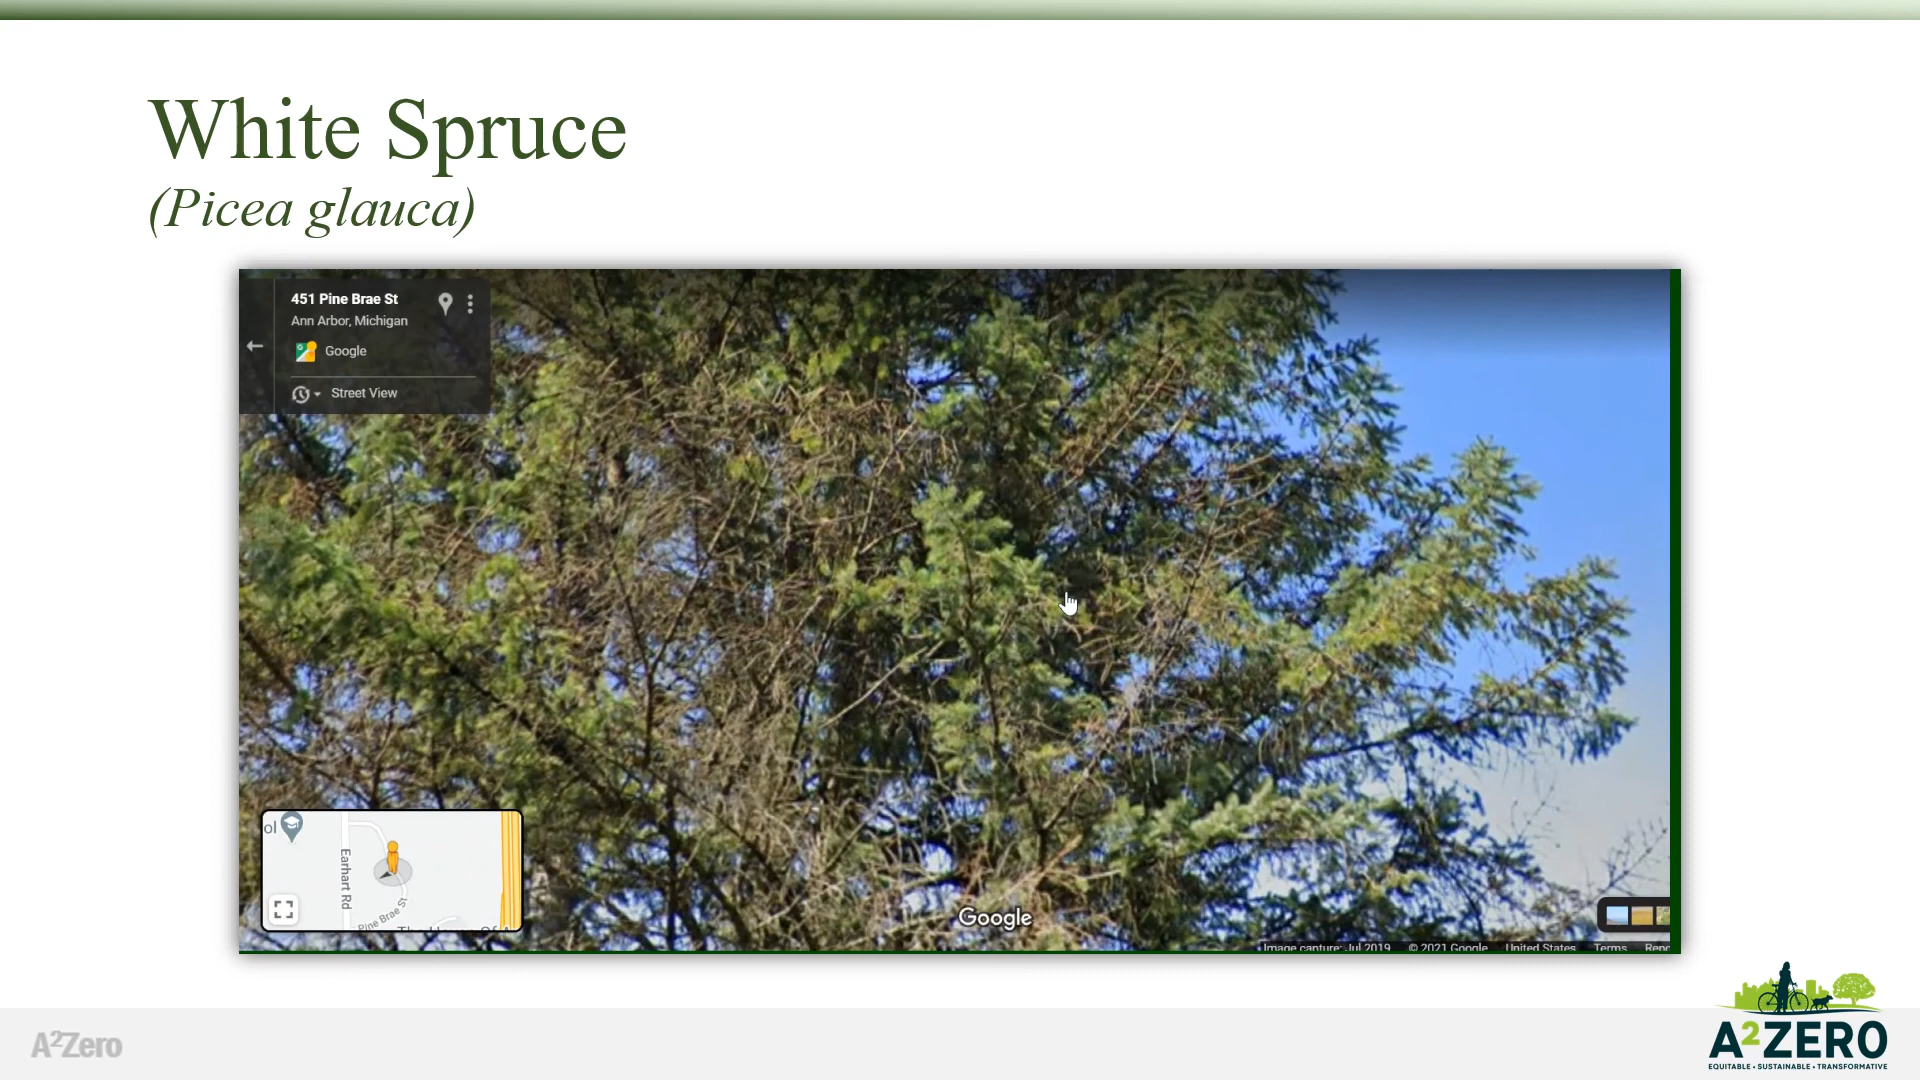 White Spruce
(Picea glauca)
451 Pine Brae St
Ann Arbor, Michigan
Google
Street View
ol
Earhart Rd
Pine Brae St
Google
Image capture: Jul 2019 © 2021 Google United States Terms
A²Zero
A²ZERO
EQUITABLE • SUSTAINABLE • TRANSFORMATIVE